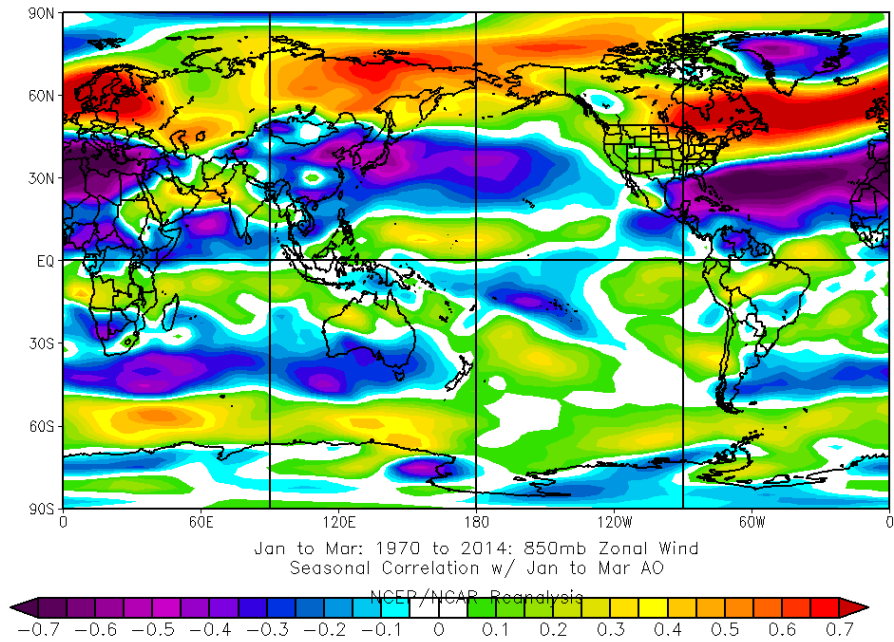 90N
60N
30N
EQ
30S
60S
90S
0 60E 120E 180 120W 60W 0
Jan to Mar: 1970 to 2014: 850mb Zonal Wind
Seasonal Correlation w/ Jan to Mar AO
NCEP/NCAR Reanalysis
-0.7 -0.6 -0.5 -0.4 -0.3 -0.2 -0.1 0 0.1 0.2 0.3 0.4 0.5 0.6 0.7